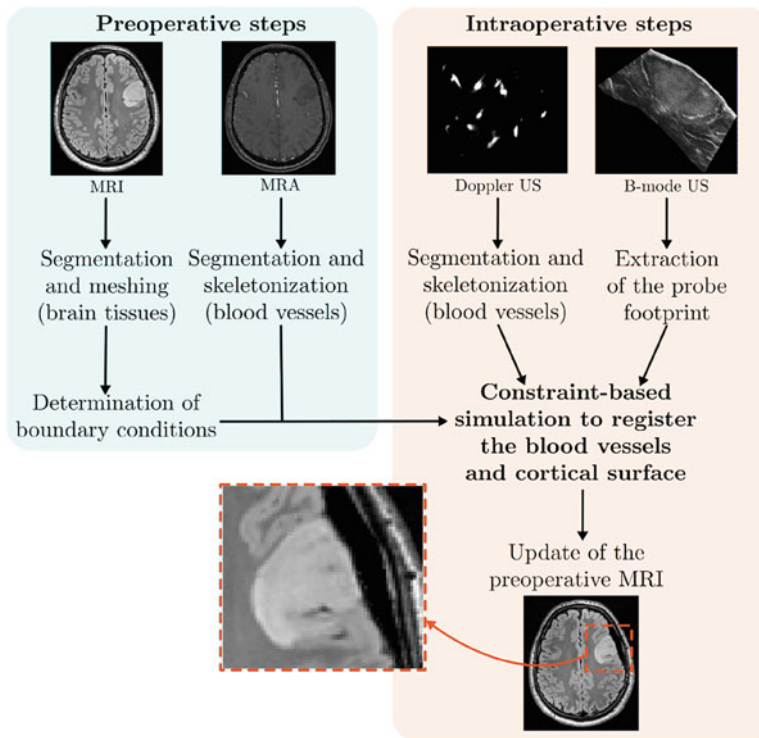 Preoperative steps
MRI
MRA
Segmentation
and meshing
(brain tissues)
Segmentation and
skeletonization
(blood vessels)
Determination of
boundary conditions
Intraoperative steps
Doppler US
B-mode US
Segmentation and
skeletonization
(blood vessels)
Extraction
of the probe
footprint
Constraint-based
simulation to register
the blood vessels
and cortical surface
Update of the
preoperative MRI